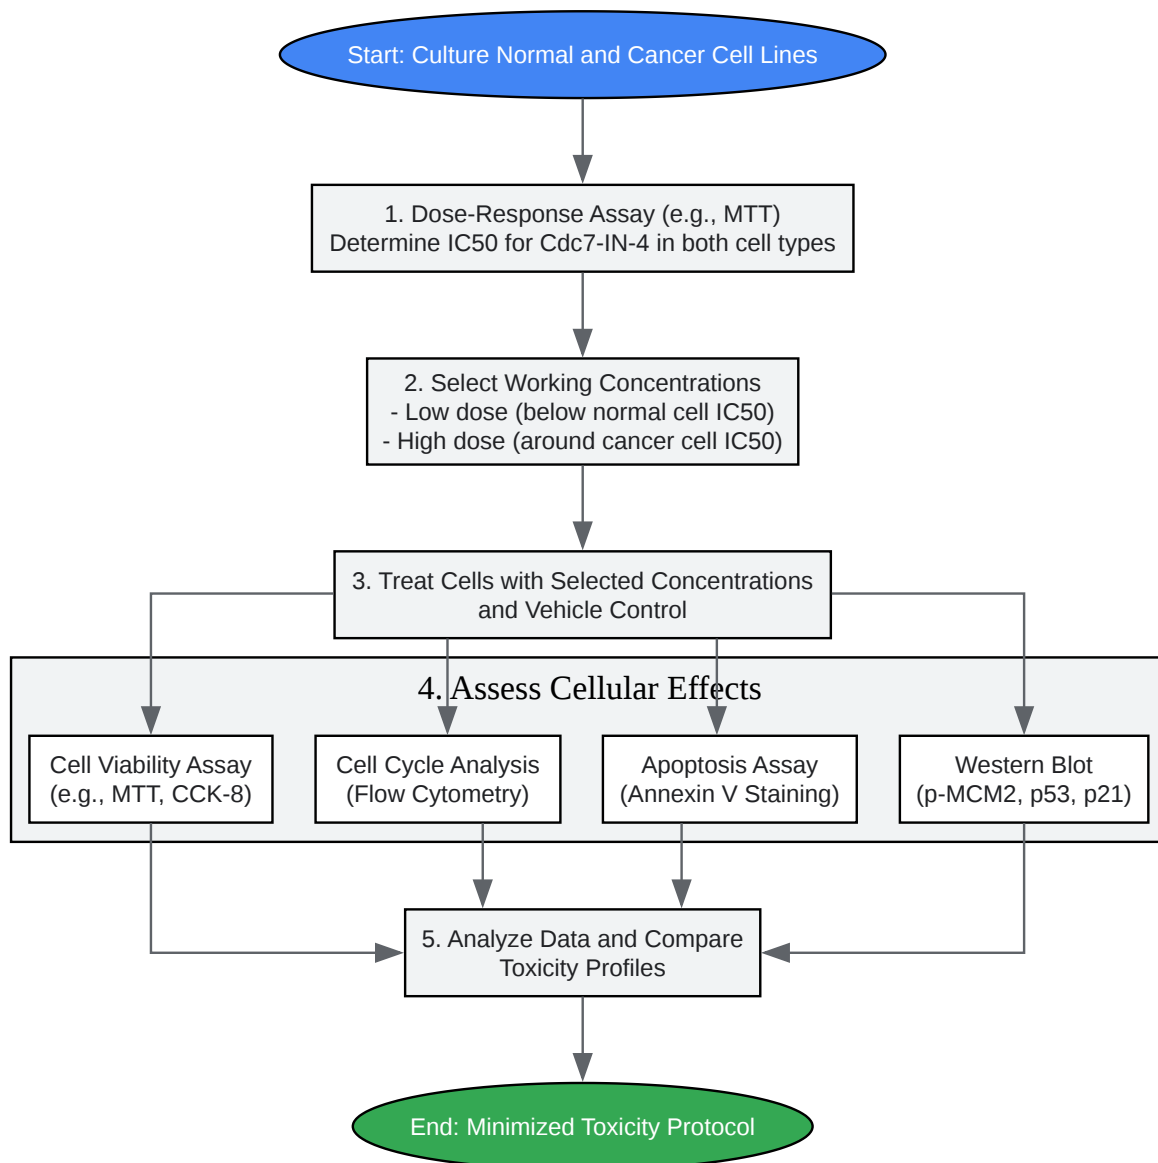 Start: Culture Normal and Cancer Cell Lines
1. Dose-Response Assay (e.g., MTT)
Determine IC50 for Cdc7-IN-4 in both cell types
2. Select Working Concentrations
- Low dose (below normal cell IC50)
- High dose (around cancer cell IC50)
3. Treat Cells with Selected Concentrations
and Vehicle Control
4. Assess Cellular Effects
Cell Viability Assay
(e.g., MTT, CCK-8)
Cell Cycle Analysis
(Flow Cytometry)
Apoptosis Assay
(Annexin V Staining)
Western Blot
(p-MCM2, p53, p21)
5. Analyze Data and Compare
Toxicity Profiles
End: Minimized Toxicity Protocol